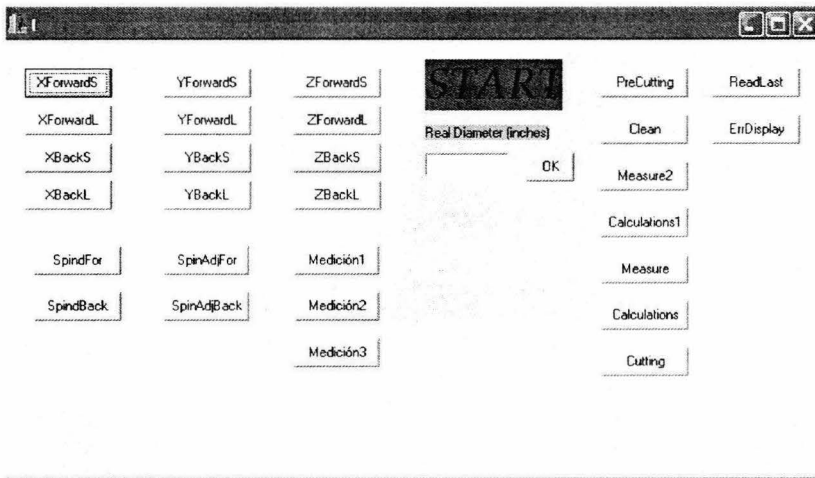 XForwardS YForwardS ZForwardS START PreCutting ReadLast
XForwardL YForwardL ZForwardL Real Diameter (inches) Clean ErrDisplay
XBackS YBackS ZBackS OK Measure2
XBackL YBackL ZBackL Calculations1
SpindFor SpinAdjFor Medición1 Measure
SpindBack SpinAdjBack Medición2 Calculations
Medición3 Cutting